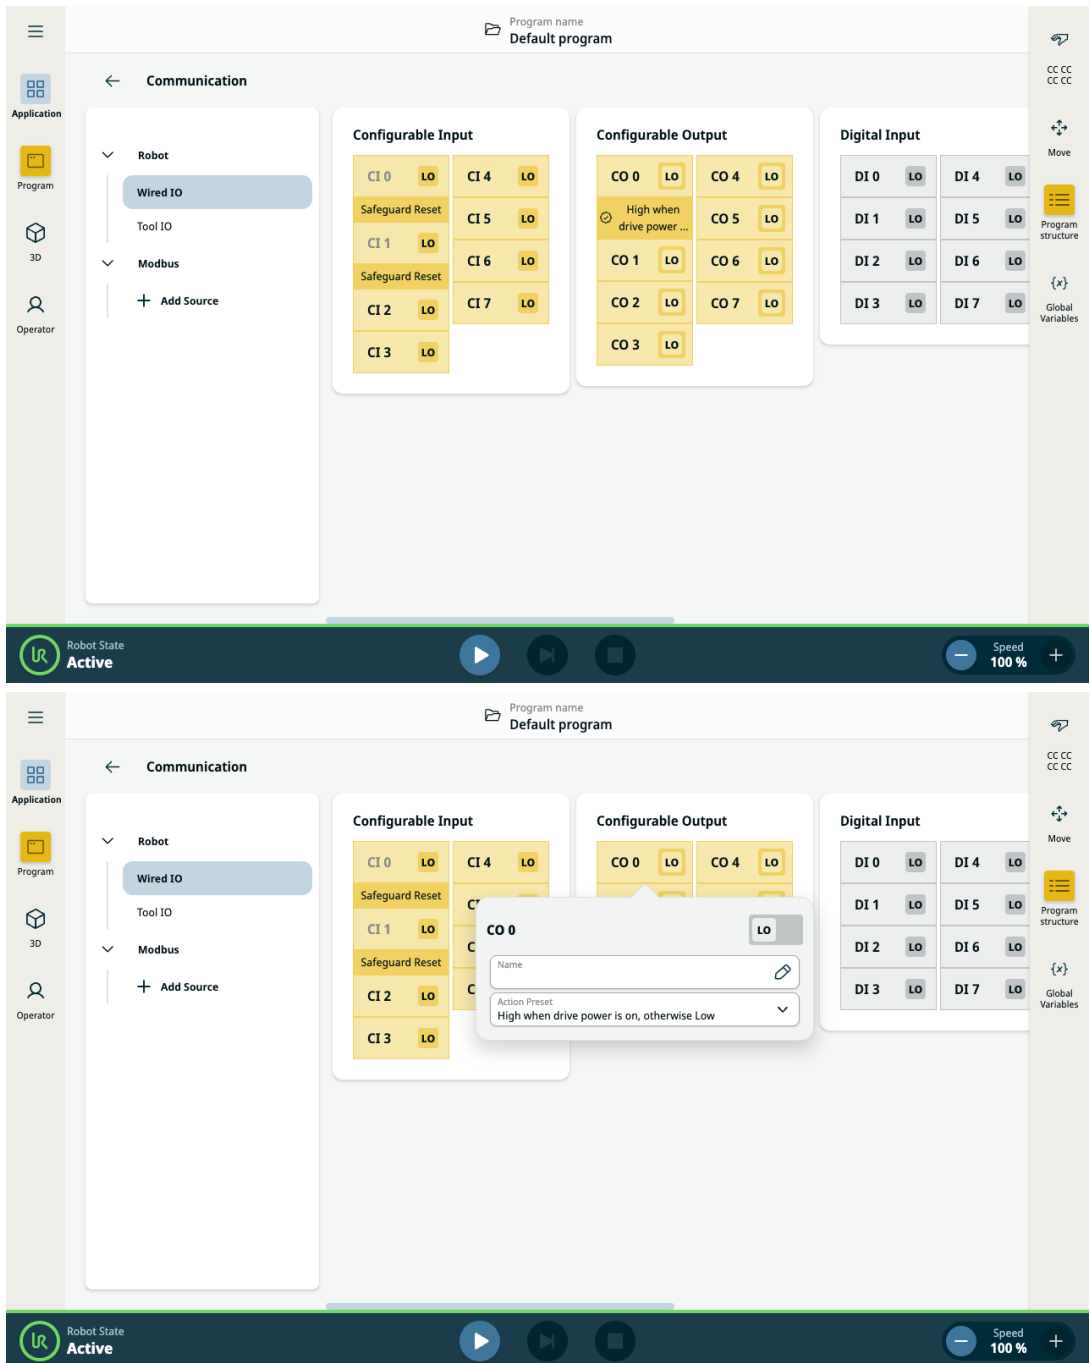 Program name
Default program
Application
Program
3D
Operator
Communication
Robot
Wired IO
Tool IO
Modbus
Add Source
Configurable Input
CI 0 LO CI 4 LO
Safeguard Reset
CI 5 LO
CI 1 LO
CI 6 LO
Safeguard Reset
CI 2 LO CI 7 LO
CI 3 LO
Configurable Output
CO 0 LO CO 4 LO
High when
drive power ...
CO 5 LO
CO 1 LO CO 6 LO
CO 2 LO CO 7 LO
CO 3 LO
Digital Input
DI 0 LO DI 4 LO
DI 1 LO DI 5 LO
DI 2 LO DI 6 LO
DI 3 LO DI 7 LO
CC CC
CC CC
Move
Program
structure
{x}
Global
Variables
UR
Robot State
Active
Speed
100 %
Program name
Default program
Application
Program
3D
Operator
Communication
Robot
Wired IO
Tool IO
Modbus
Add Source
Configurable Input
CI 0 LO CI 4 LO
Safeguard Reset
CI 1 LO
Safeguard Reset
CI 2 LO
CI 3 LO
Configurable Output
CO 0 LO CO 4 LO
CO 0 LO
Name
Action Preset
High when drive power is on, otherwise Low
Digital Input
DI 0 LO DI 4 LO
DI 1 LO DI 5 LO
DI 2 LO DI 6 LO
DI 3 LO DI 7 LO
CC CC
CC CC
Move
Program
structure
{x}
Global
Variables
UR
Robot State
Active
Speed
100 %